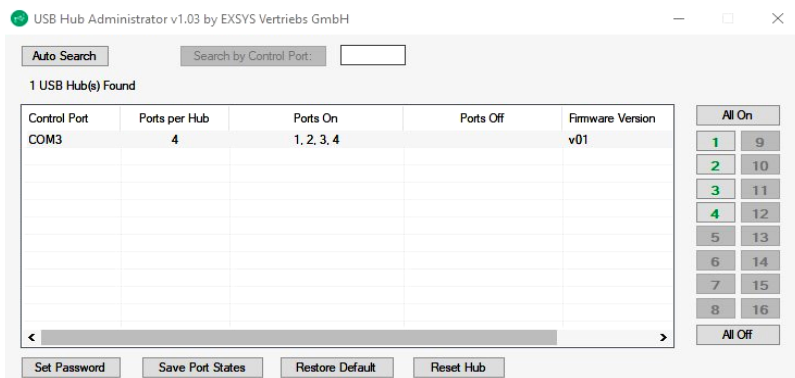 USB Hub Administrator v1.03 by EXSYS Vertriebs GmbH
Auto Search Search by Control Port:
1 USB Hub(s) Found
Control Port Ports per Hub Ports On Ports Off Firmware Version
COM3 4 1, 2, 3, 4 v01
All On
1 9
2 10
3 11
4 12
5 13
6 14
7 15
8 16
All Off
Set Password Save Port States Restore Default Reset Hub